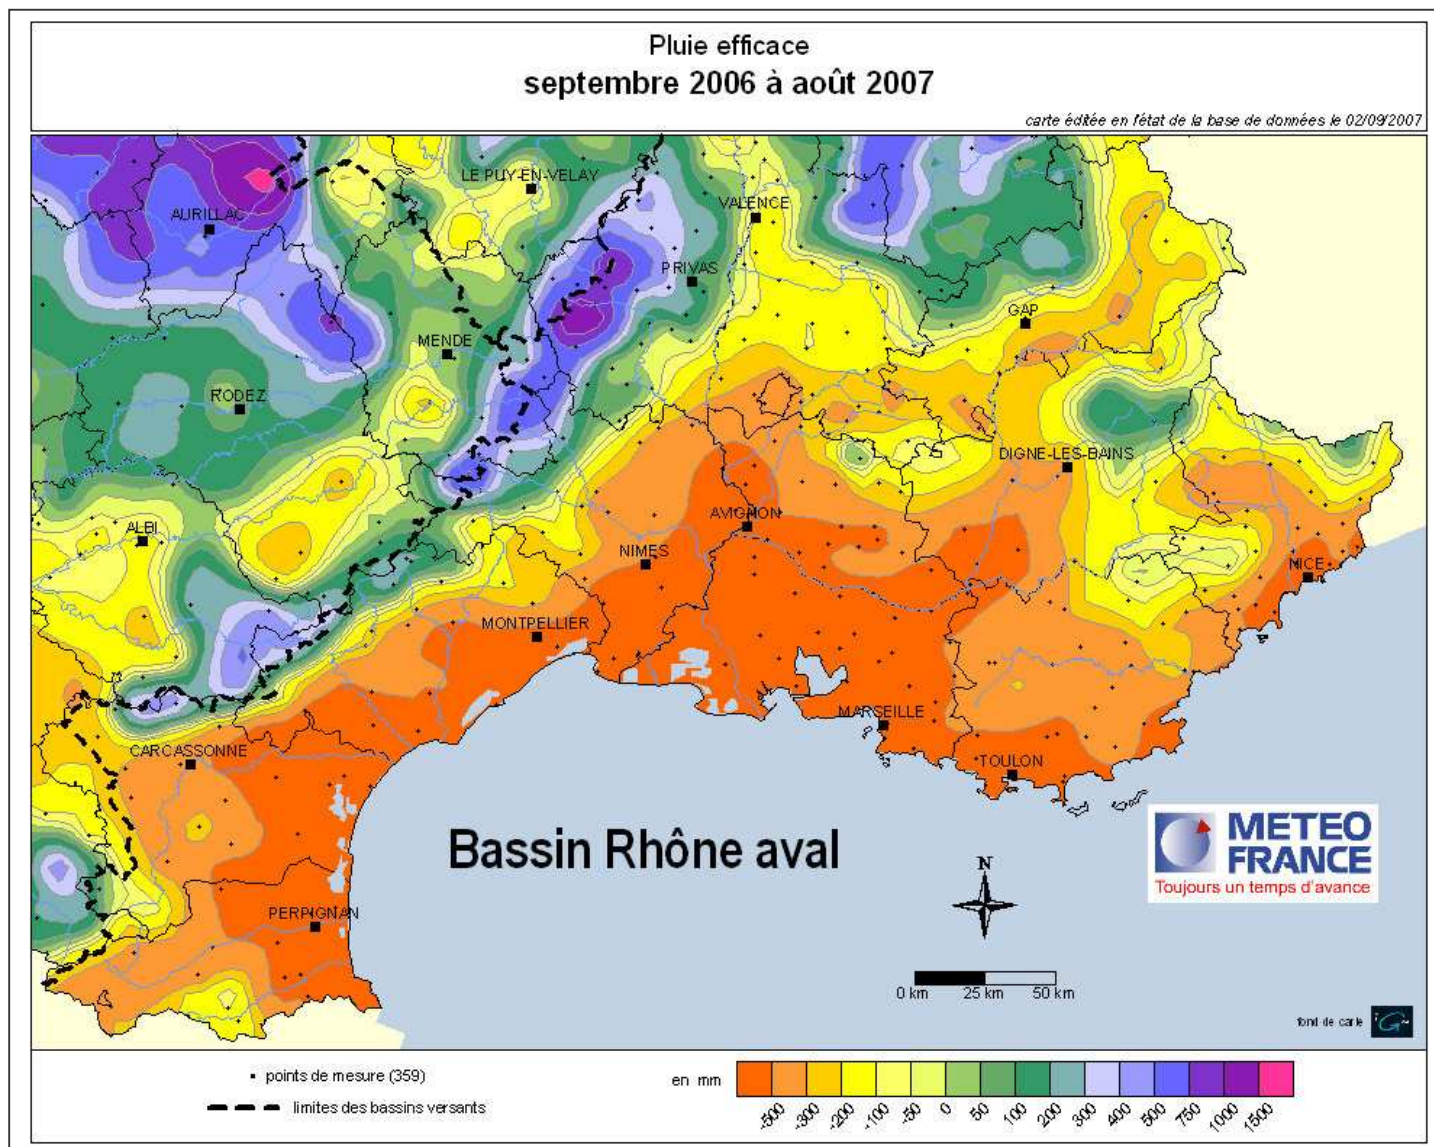 Pluie efficace
septembre 2006 à août 2007
carte éditée en l'état de la base de données le 02/09/2007
LE PUY-EN-VELAY
AURILLAC
VALENCE
PRIVAS
GAP
MENDE
RODEZ
DIGNE-LES-BAINS
AVIGNON
ALBI
NIMES
NICE
MONTPELLIER
MARSEILLE
CARCASSONNE
TOULON
Bassin Rhône aval
METEO
FRANCE
Toujours un temps d'avance
N
PERPIGNAN
0 km 25 km 50 km
fond de carte
points de mesure (359)
en mm
limites des bassins versants
-500 -300 -200 -100 -50 0 50 100 200 300 400 500 750 1000 1500